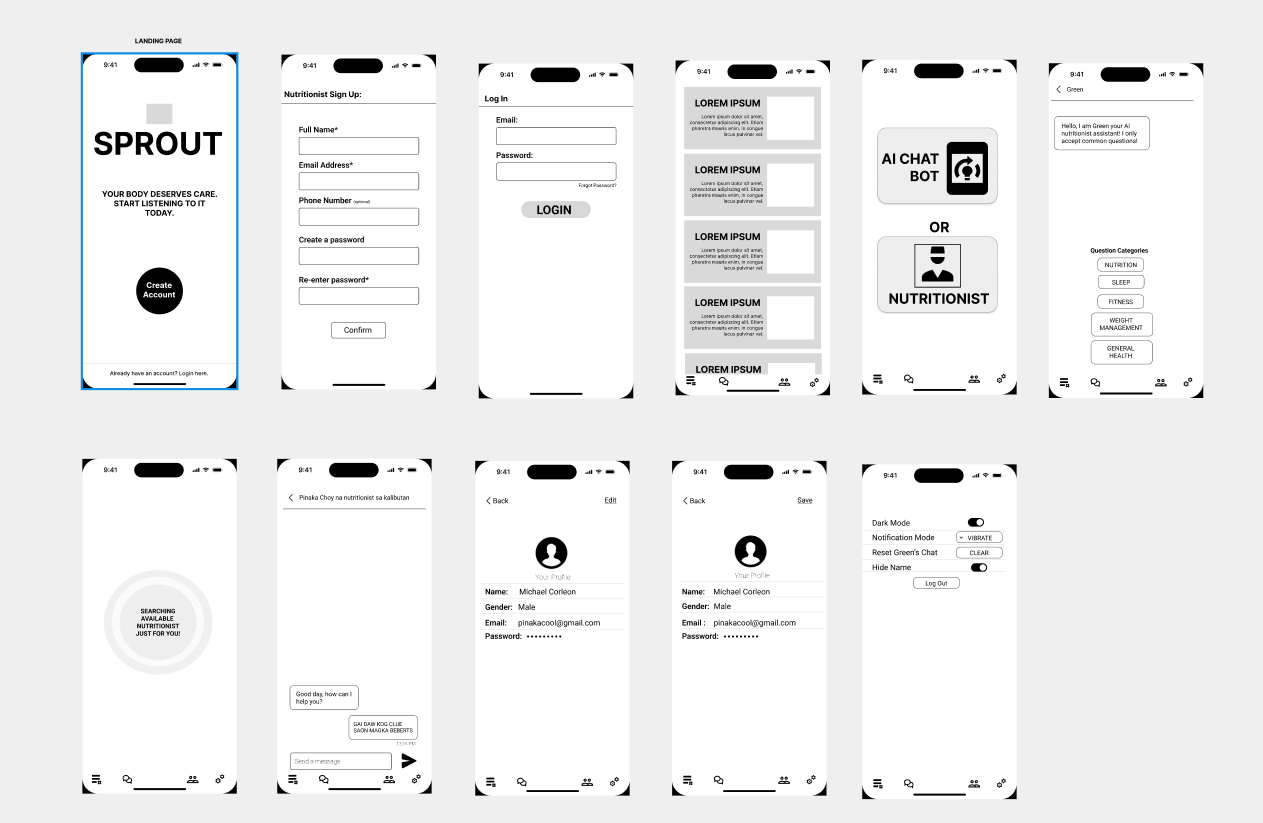 LANDING PAGE
9:41
SPROUT
YOUR BODY DESERVES CARE.
START LISTENING TO IT
TODAY.
Create
Account
Already have an account? Login here.
9:41
Nutritionist Sign Up:
Full Name*
Email Address*
Phone Number (optional)
Create a password
Re-enter password*
Confirm
9:41
Log In
Email:
Password:
Forgot Password?
LOGIN
9:41
LOREM IPSUM
Lorem ipsum dolor sit amet,
consectetur adipiscing elit. Etiam
pharetra mauris enim, in congue
lacus pulvinar vel.
LOREM IPSUM
Lorem ipsum dolor sit amet,
consectetur adipiscing elit. Etiam
pharetra mauris enim, in congue
lacus pulvinar vel.
LOREM IPSUM
Lorem ipsum dolor sit amet,
consectetur adipiscing elit. Etiam
pharetra mauris enim, in congue
lacus pulvinar vel.
LOREM IPSUM
Lorem ipsum dolor sit amet,
consectetur adipiscing elit. Etiam
pharetra mauris enim, in congue
lacus pulvinar vel.
LOREM IPSUM
9:41
AI CHAT
BOT
OR
NUTRITIONIST
9:41
Green
Hello, I am Green your AI
nutritionist assistant! I only
accept common questions!
Question Categories
NUTRITION
SLEEP
FITNESS
WEIGHT
MANAGEMENT
GENERAL
HEALTH
9:41
SEARCHING
AVAILABLE
NUTRITIONIST
JUST FOR YOU!
9:41
Pinaka Choy na nutritionist sa kalibutan
Good day, how can I
help you?
GAI DAW KOG CLUE
SAON MAGKA BEBERTS
Send a message
9:41
Back
Edit
Your Profile
Name: Michael Corleon
Gender: Male
Email: pinakacool@gmail.com
Password: •••••••••
9:41
Back
Save
Your Profile
Name: Michael Corleon
Gender: Male
Email : pinakacool@gmail.com
Password: •••••••••
9:41
Dark Mode
Notification Mode VIBRATE
Reset Green's Chat CLEAR
Hide Name
Log Out